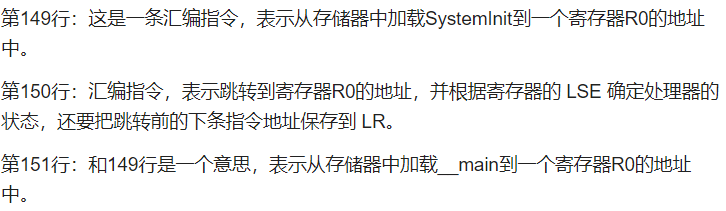 第149行：这是一条汇编指令，表示从存储器中加载SystemInit到一个寄存器R0的地址
中。
第150行：汇编指令，表示跳转到寄存器R0的地址，并根据寄存器的 LSE 确定处理器的
状态，还要把跳转前的下条指令地址保存到 LR。
第151行：和149行是一个意思，表示从存储器中加载__main到一个寄存器R0的地址
中。